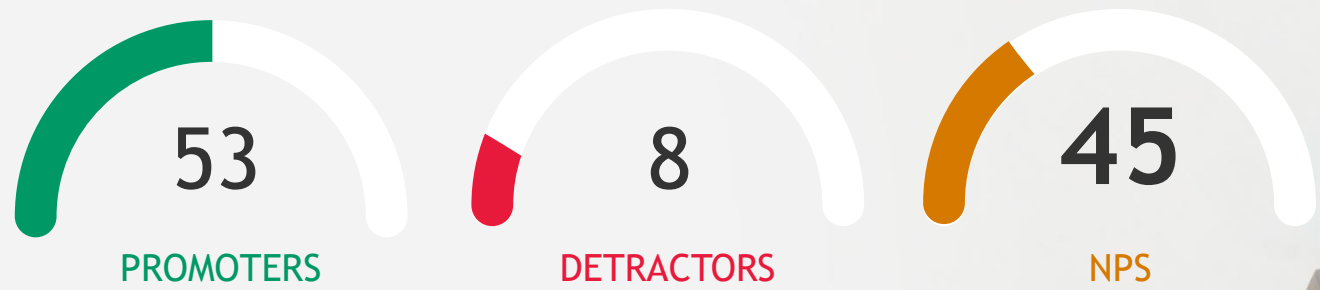 53
PROMOTERS
8
DETRACTORS
45
NPS